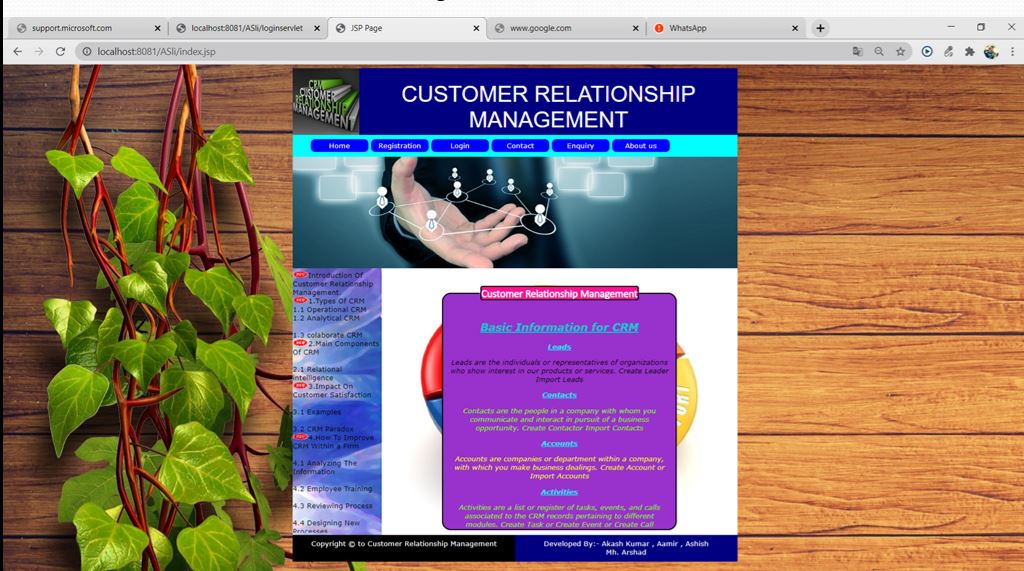 support.microsoft.com
localhost:8081/ASli/loginservlet
JSP Page
www.google.com
WhatsApp
localhost:8081/ASli/index.jsp
CRM
CUSTOMER
RELATIONSHIP
MANAGEMENT
CUSTOMER RELATIONSHIP
MANAGEMENT
Home Registration Login Contact Enquiry About us
Introduction Of
Customer Relationship
Management.
1.Types Of CRM
1.1 Operational CRM
1.2 Analytical CRM
1.3 colaborate CRM
2.Main Components
Of CRM
2.1 Relational
Intelligence
3.Impact On
Customer Satisfaction
3.1 Examples
3.2 CRM Paradox
4.How To Improve
CRM Within a Firm
4.1 Analyzing The
Information
4.2 Employee Training
4.3 Reviewing Process
4.4 Designing New
Processes
Customer Relationship Management
Basic Information for CRM
Leads
Leads are the individuals or representatives of organizations
who show interest in our products or services. Create Leader
Import Leads
Contacts
Contacts are the people in a company with whom you
communicate and interact in pursuit of a business
opportunity. Create Contactor Import Contacts
Accounts
Accounts are companies or department within a company,
with which you make business dealings. Create Account or
Import Accounts
Activities
Activities are a list or register of tasks, events, and calls
associated to the CRM records pertaining to different
modules. Create Task or Create Event or Create Call
Copyright © to Customer Relationship Management
Developed By:- Akash Kumar , Aamir , Ashish
Mh. Arshad